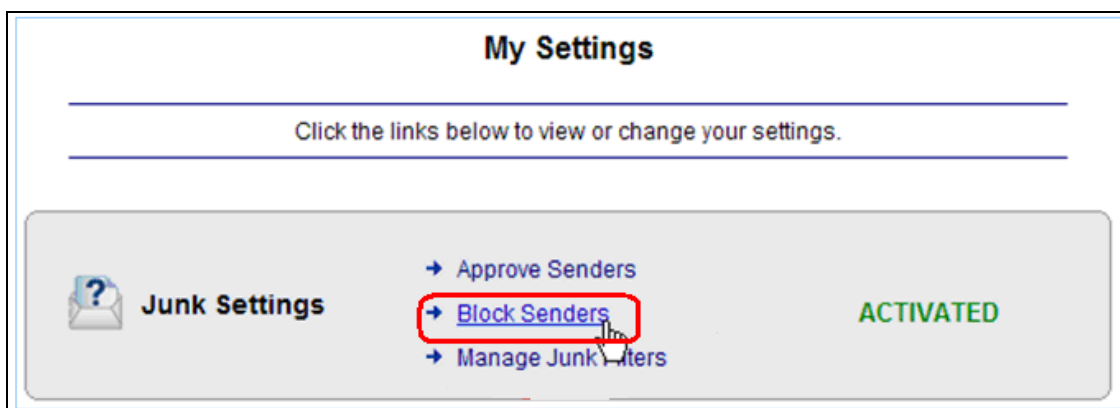 My Settings
Click the links below to view or change your settings.
Approve Senders
Junk Settings
Block Senders
ACTIVATED
Manage Junk Filters